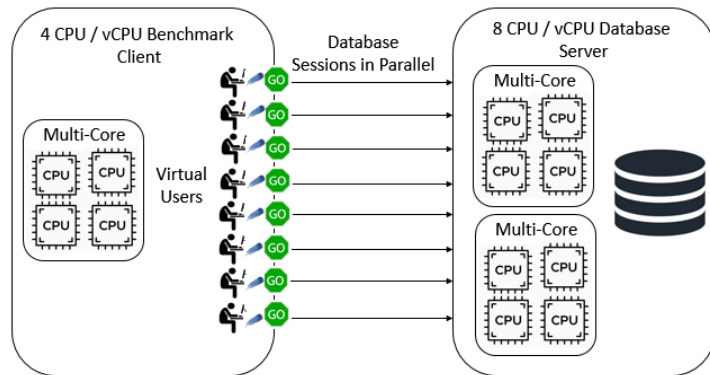 4 CPU / vCPU Benchmark
Client
Multi-Core
CPU CPU
CPU CPU
Virtual
Users
GO
GO
GO
GO
GO
GO
GO
GO
Database
Sessions in Parallel
8 CPU / vCPU Database
Server
Multi-Core
CPU CPU
CPU CPU
Multi-Core
CPU CPU
CPU CPU